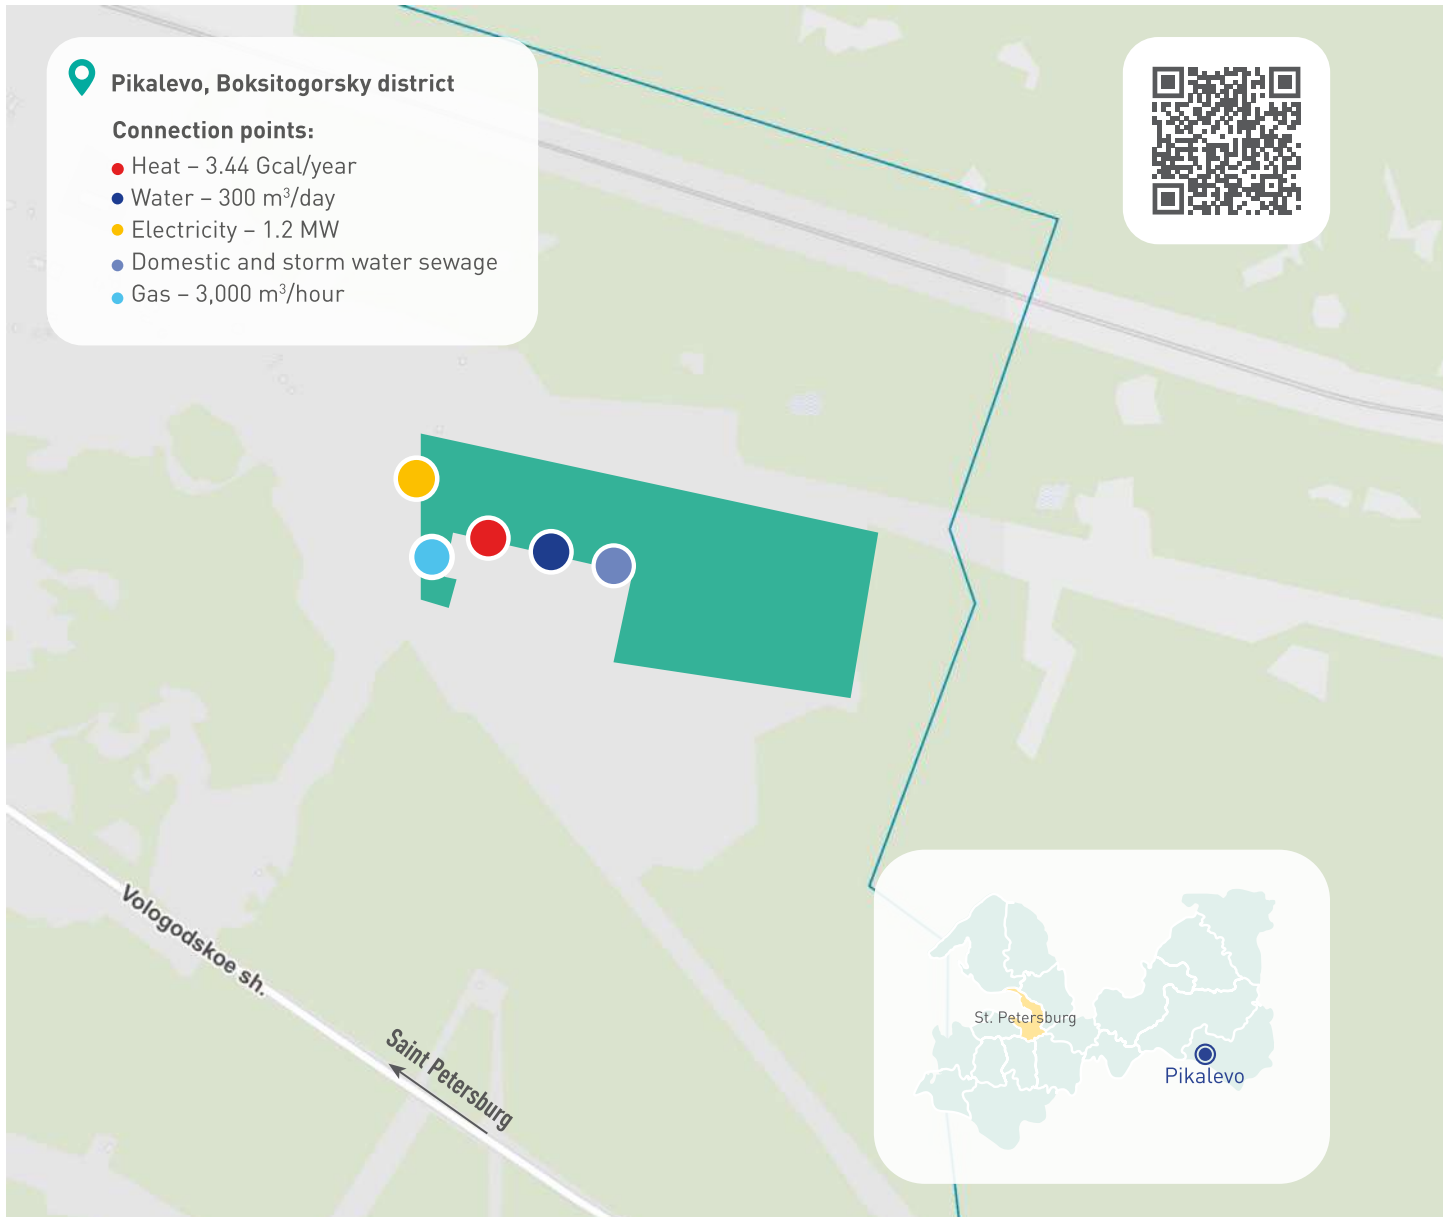 Pikalevo, Boksitogorsky district
Connection points:
Heat – 3.44 Gcal/year
Water – 300 m³/day
Electricity – 1.2 MW
Domestic and storm water sewage
Gas – 3,000 m³/hour
Vologodskoe sh.
Saint Petersburg
St. Petersburg
Pikalevo